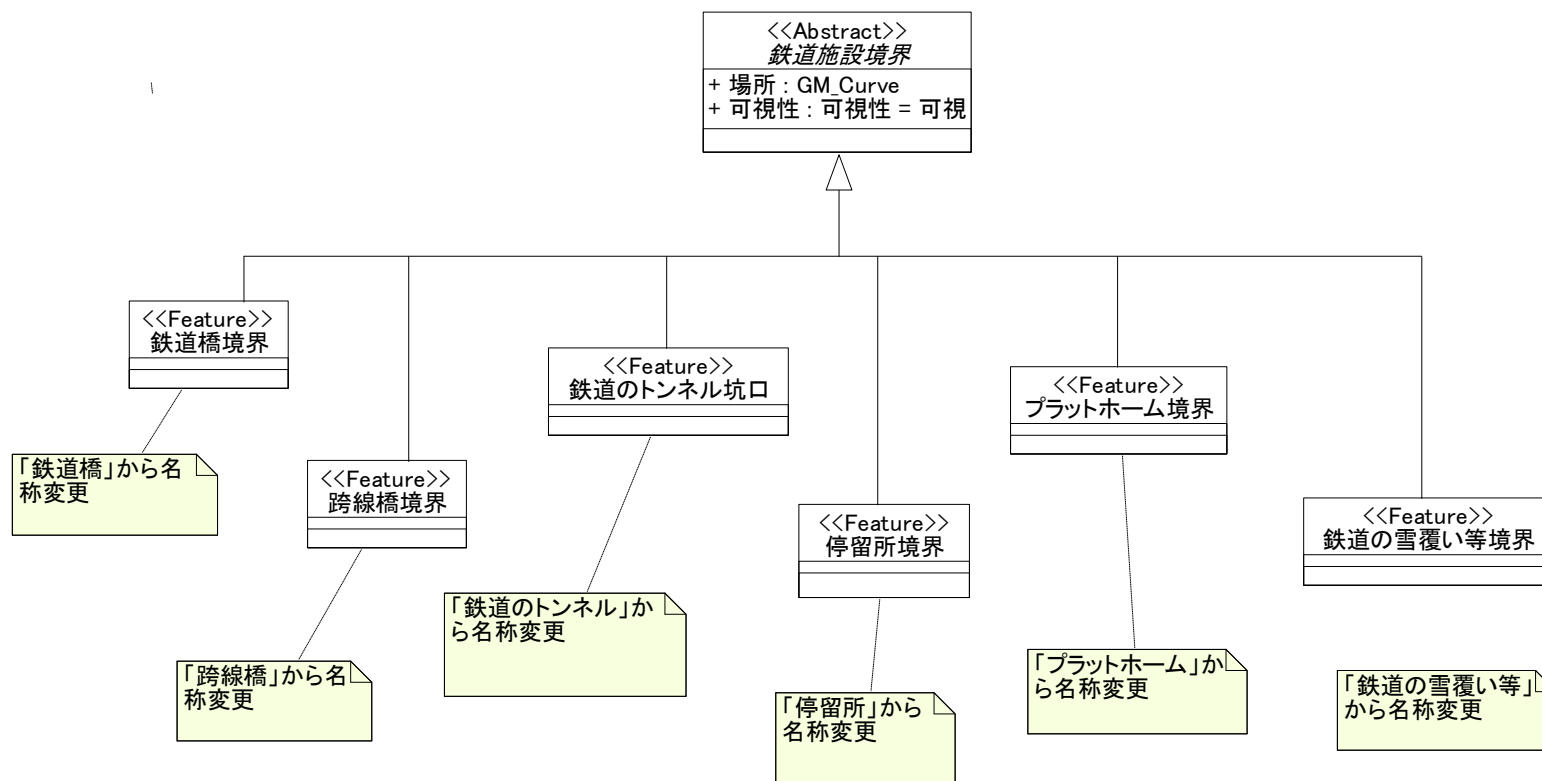 <<Abstract>>
鉄道施設境界
+ 場所 : GM_Curve
+ 可視性 : 可視性 = 可視
<<Feature>>
鉄道橋境界
「鉄道橋」から名
称変更
<<Feature>>
跨線橋境界
「跨線橋」から名
称変更
<<Feature>>
鉄道のトンネル坑口
「鉄道のトンネル」か
ら名称変更
<<Feature>>
停留所境界
「停留所」から
名称変更
<<Feature>>
プラットホーム境界
「プラットホーム」か
ら名称変更
<<Feature>>
鉄道の雪覆い等境界
「鉄道の雪覆い等」
から名称変更